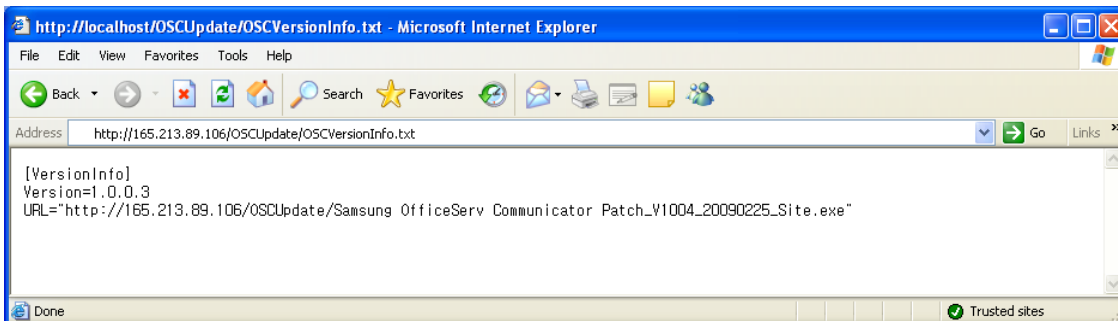 http://localhost/OSCUpdate/OSCVersionInfo.txt - Microsoft Internet Explorer
File Edit View Favorites Tools Help
Back Search Favorites
Address http://165.213.89.106/OSCUpdate/OSCVersionInfo.txt Go Links »
[VersionInfo]
Version=1.0.0.3
URL="http://165.213.89.106/OSCUpdate/Samsung OfficeServ Communicator Patch_V1004_20090225_Site.exe"
Done Trusted sites